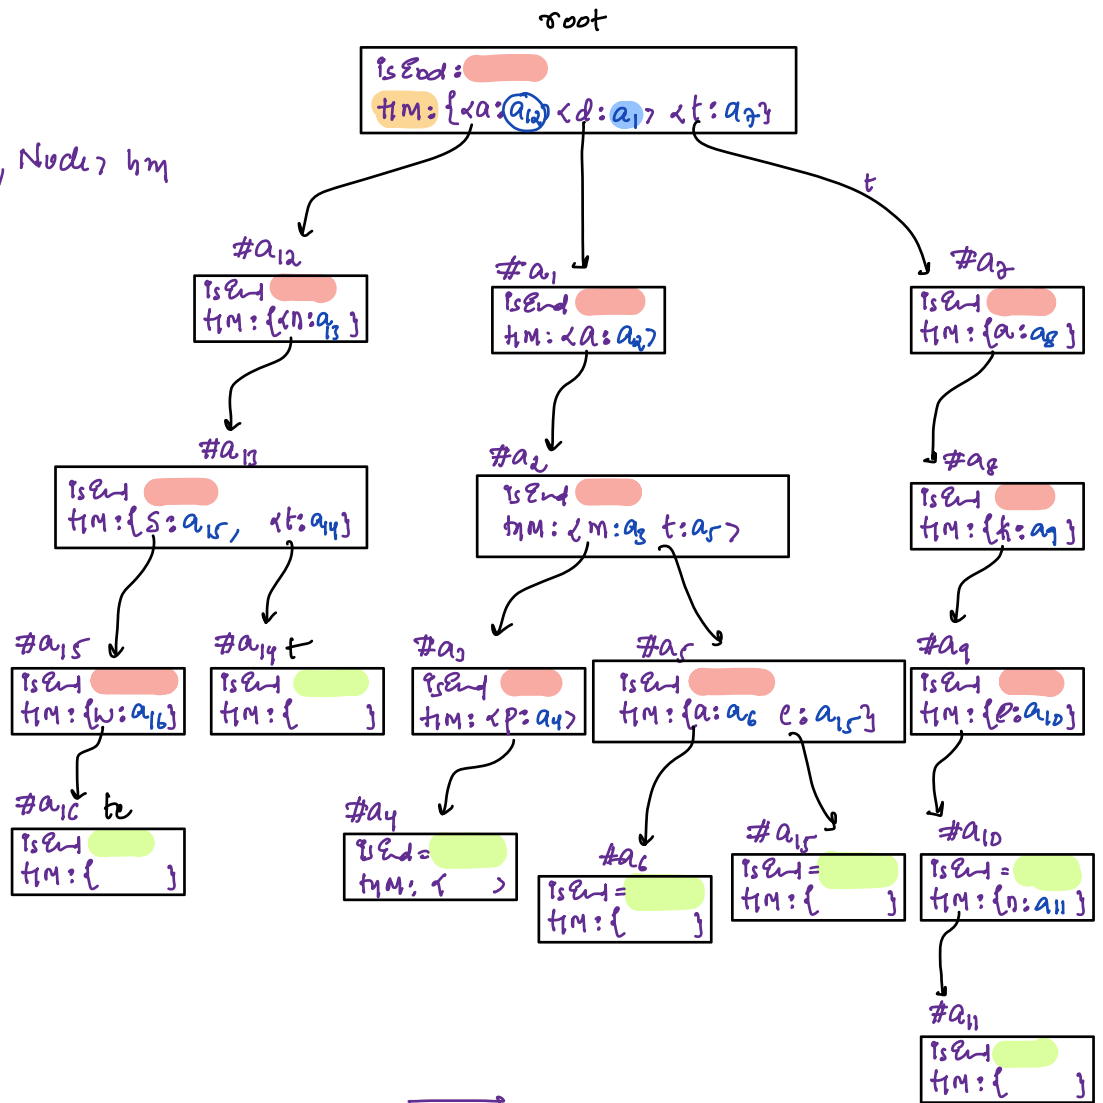 root
isEnd:
HM: {<a: a12> <d: a1> <t: a7}
, Node> hm
t
#a12
isEnd
HM: {<n: a13 }
#a1
isEnd
HM: <a: a2>
#a7
isEnd
HM: {a: a8 }
#a13
isEnd
HM: {s: a15, <t: a14}
#a2
isEnd
HM: <m: a3 t: a5>
#a8
isEnd
HM: {k: a9 }
#a15
isEnd
HM: {w: a16}
#a14 t
isEnd
HM: { }
#a3
isEnd
HM: <p: a4>
#a5
isEnd
HM: {a: a6 e: a15}
#a9
isEnd
HM: {e: a10}
#a16 te
isEnd
HM: { }
#a4
isEnd =
HM: < >
#a6
isEnd =
HM: { }
#a15
isEnd =
HM: { }
#a10
isEnd =
HM: {n: a11 }
#a11
isEnd
HM: { }